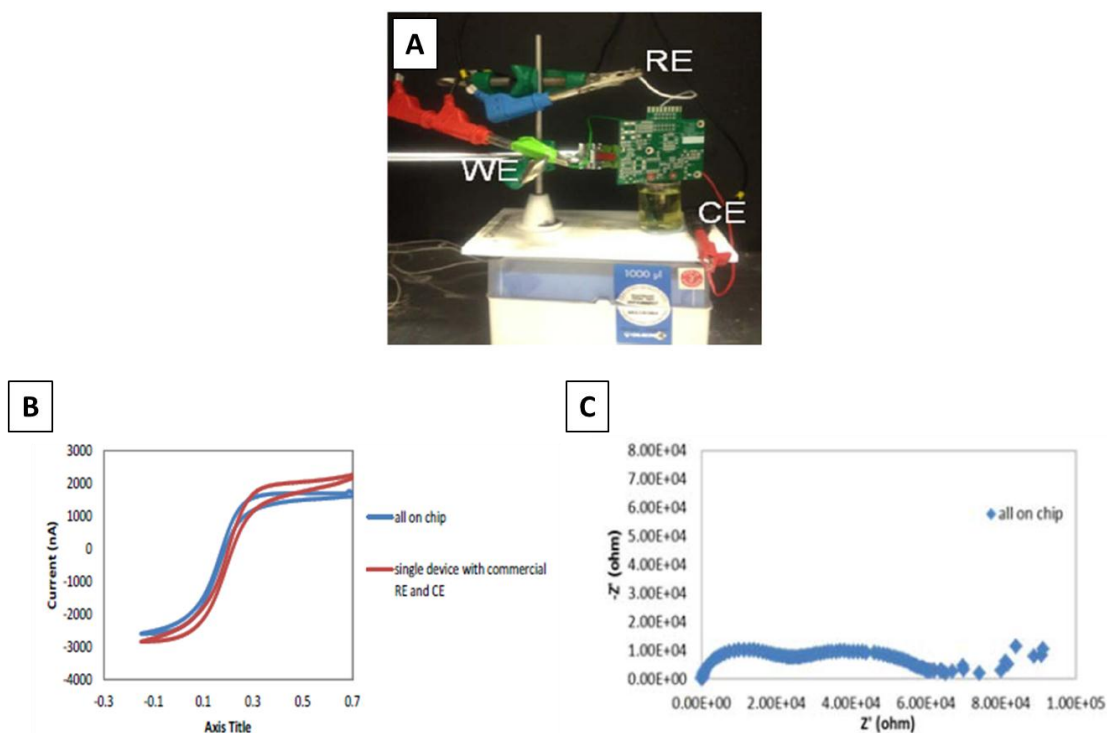 A
RE
WE
CE
1000 µl
B
3000
2000
1000
0
-1000
-2000
-3000
-4000
Current (nA)
-0.3
-0.1
0.1
0.3
0.5
0.7
Axis Title
all on chip
single device with commercial
RE and CE
C
8.00E+04
7.00E+04
6.00E+04
5.00E+04
4.00E+04
3.00E+04
2.00E+04
1.00E+04
0.00E+00
-Z' (ohm)
0.00E+00
2.00E+04
4.00E+04
6.00E+04
8.00E+04
1.00E+05
Z' (ohm)
all on chip